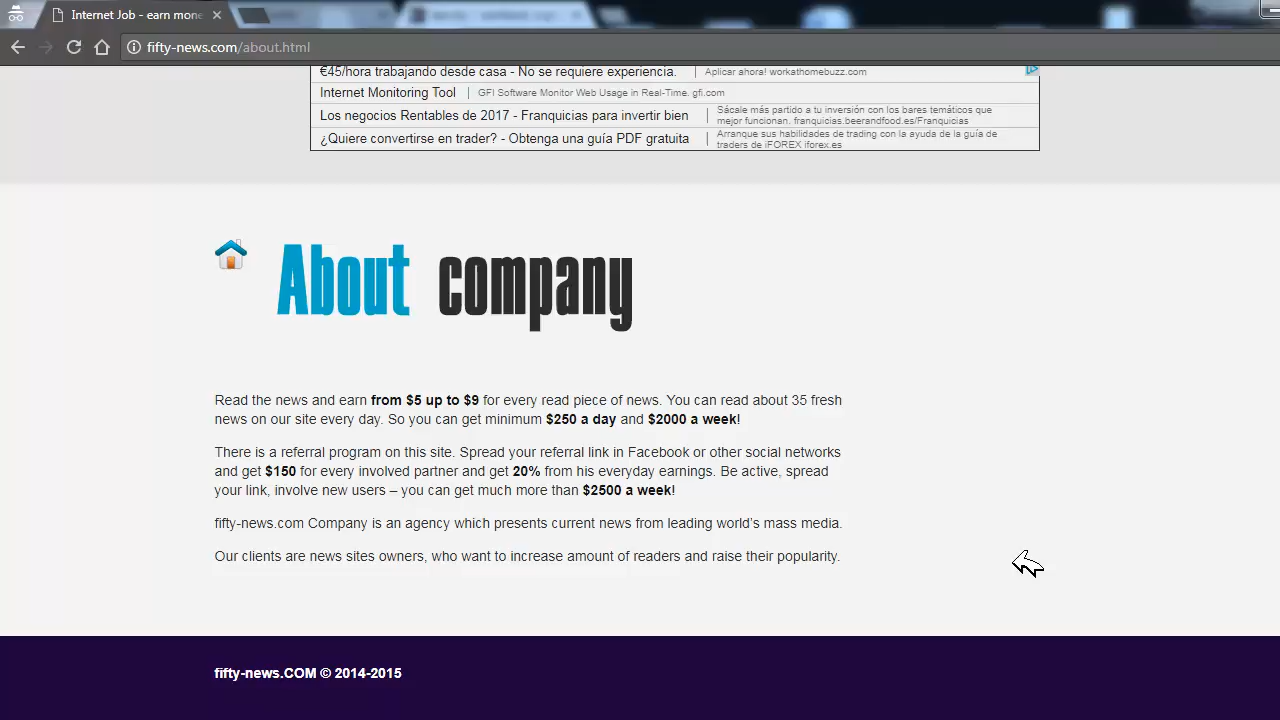 Internet Job - earn mone
fifty-news.com/about.html
€45/hora trabajando desde casa - No se requiere experiencia. Aplicar ahora! workathomebuzz.com
Internet Monitoring Tool GFI Software Monitor Web Usage in Real-Time. gfi.com
Los negocios Rentables de 2017 - Franquicias para invertir bien
Sácale más partido a tu inversión con los bares temáticos que
mejor funcionan. franquicias.beerandfood.es/Franquicias
¿Quiere convertirse en trader? - Obtenga una guía PDF gratuita
Arranque sus habilidades de trading con la ayuda de la guía de
traders de iFOREX iforex.es
About company
Read the news and earn from $5 up to $9 for every read piece of news. You can read about 35 fresh
news on our site every day. So you can get minimum $250 a day and $2000 a week!
There is a referral program on this site. Spread your referral link in Facebook or other social networks
and get $150 for every involved partner and get 20% from his everyday earnings. Be active, spread
your link, involve new users – you can get much more than $2500 a week!
fifty-news.com Company is an agency which presents current news from leading world's mass media.
Our clients are news sites owners, who want to increase amount of readers and raise their popularity.
fifty-news.COM © 2014-2015